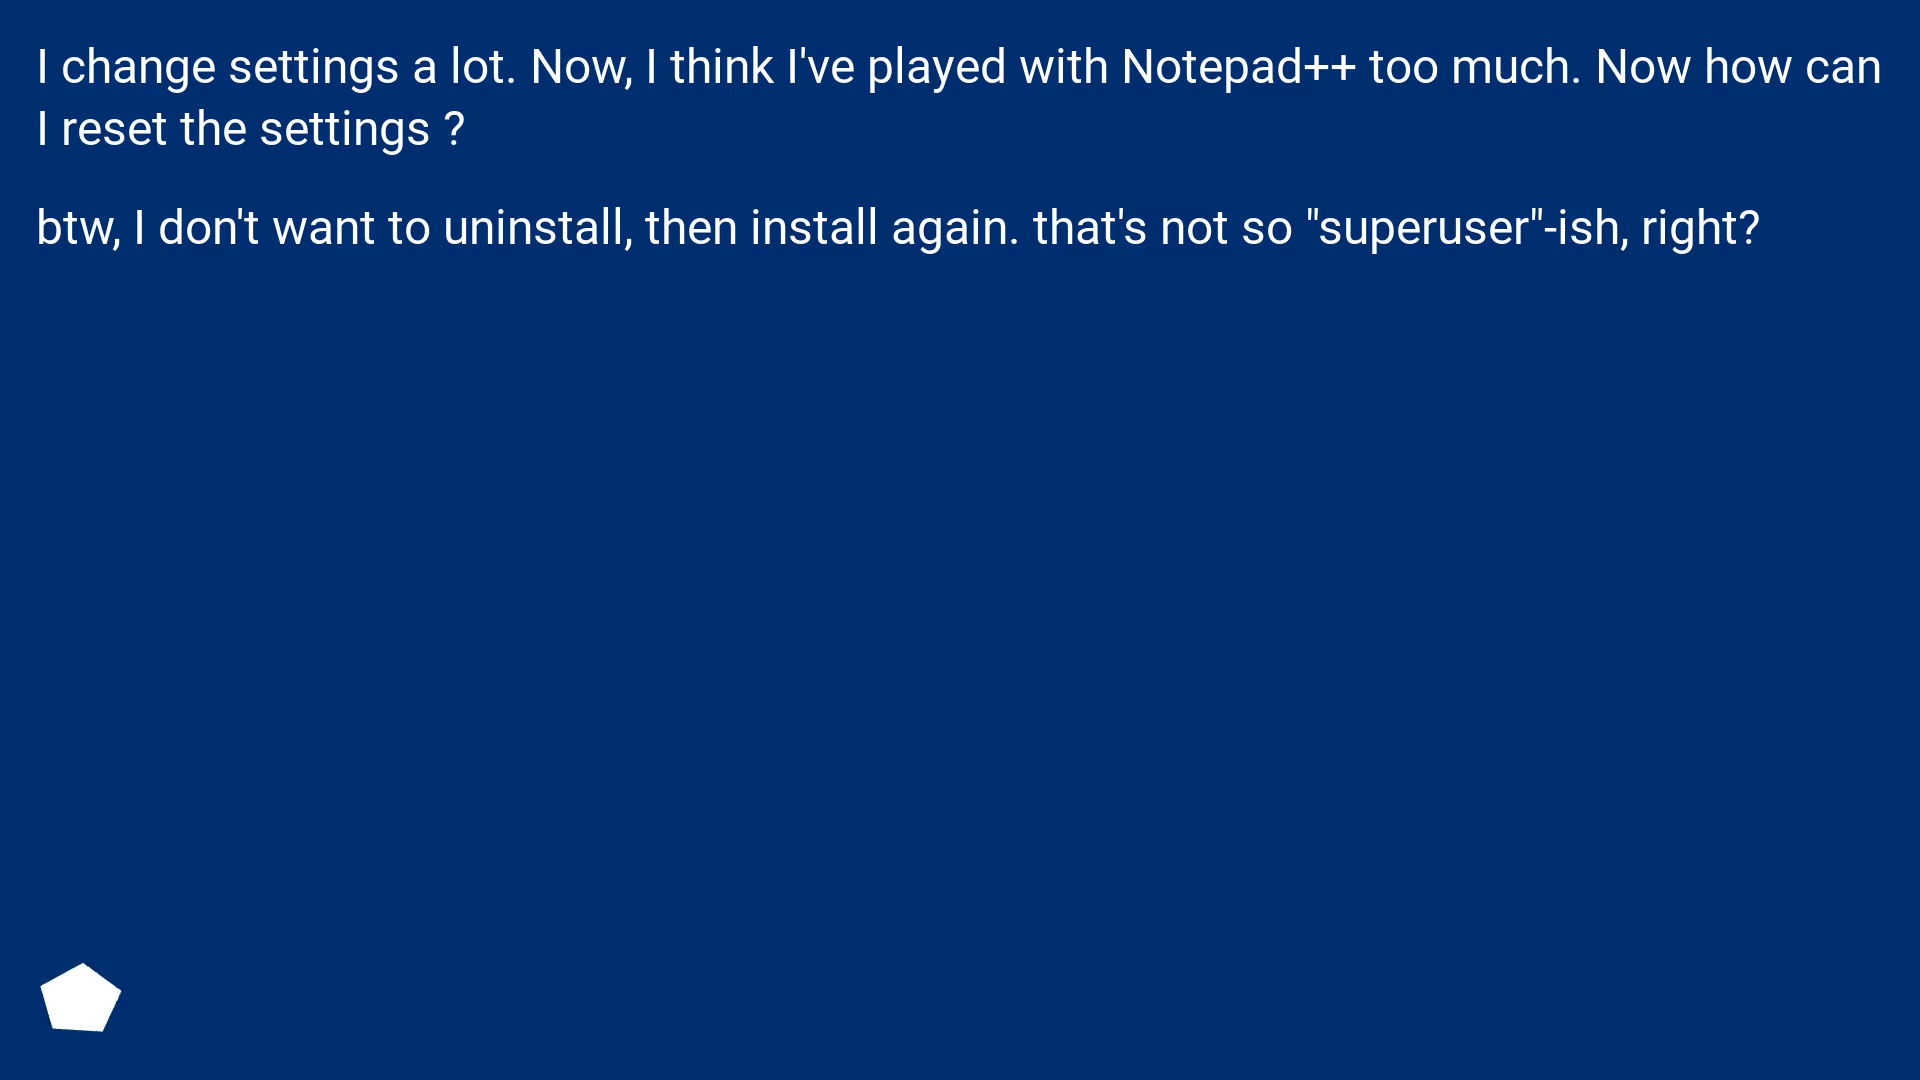 I change settings a lot. Now, I think I've played with Notepad++ too much. Now how can
I reset the settings ?
btw, I don't want to uninstall, then install again. that's not so "superuser"-ish, right?